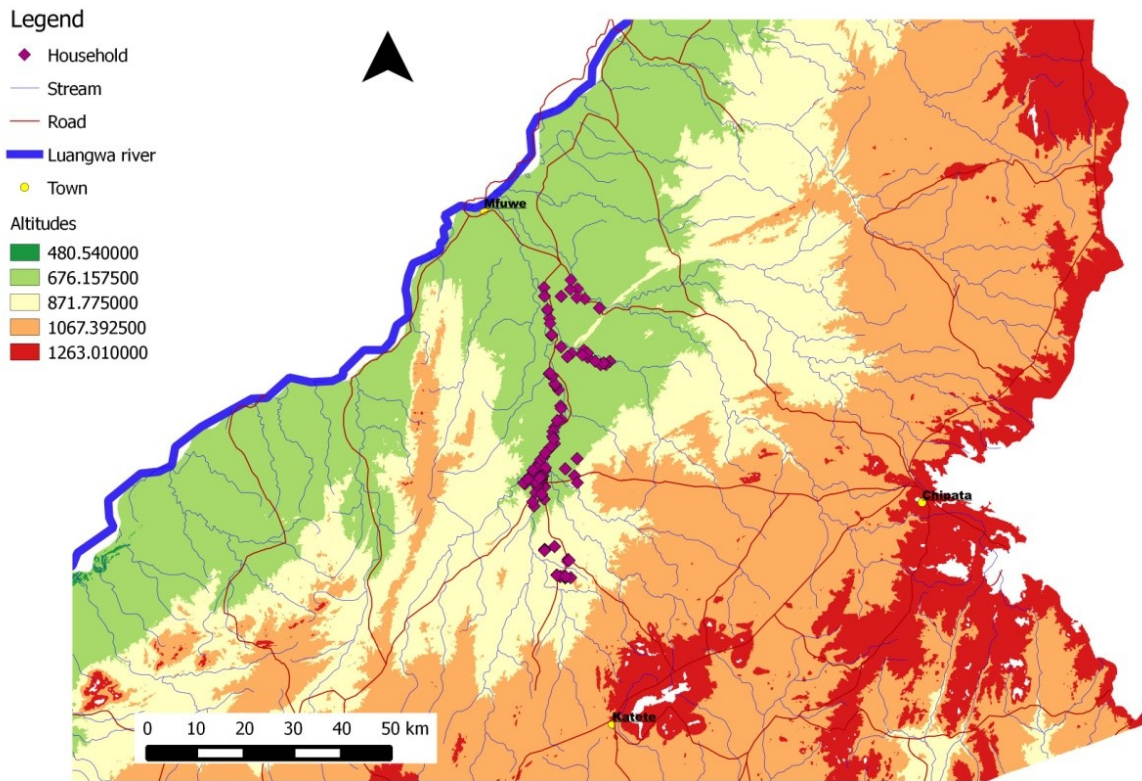 Legend
Household
Stream
Road
Luangwa river
Town
Altitudes
480.540000
676.157500
871.775000
1067.392500
1263.010000
Mfuwe
Chipata
Katete
0 10 20 30 40 50 km